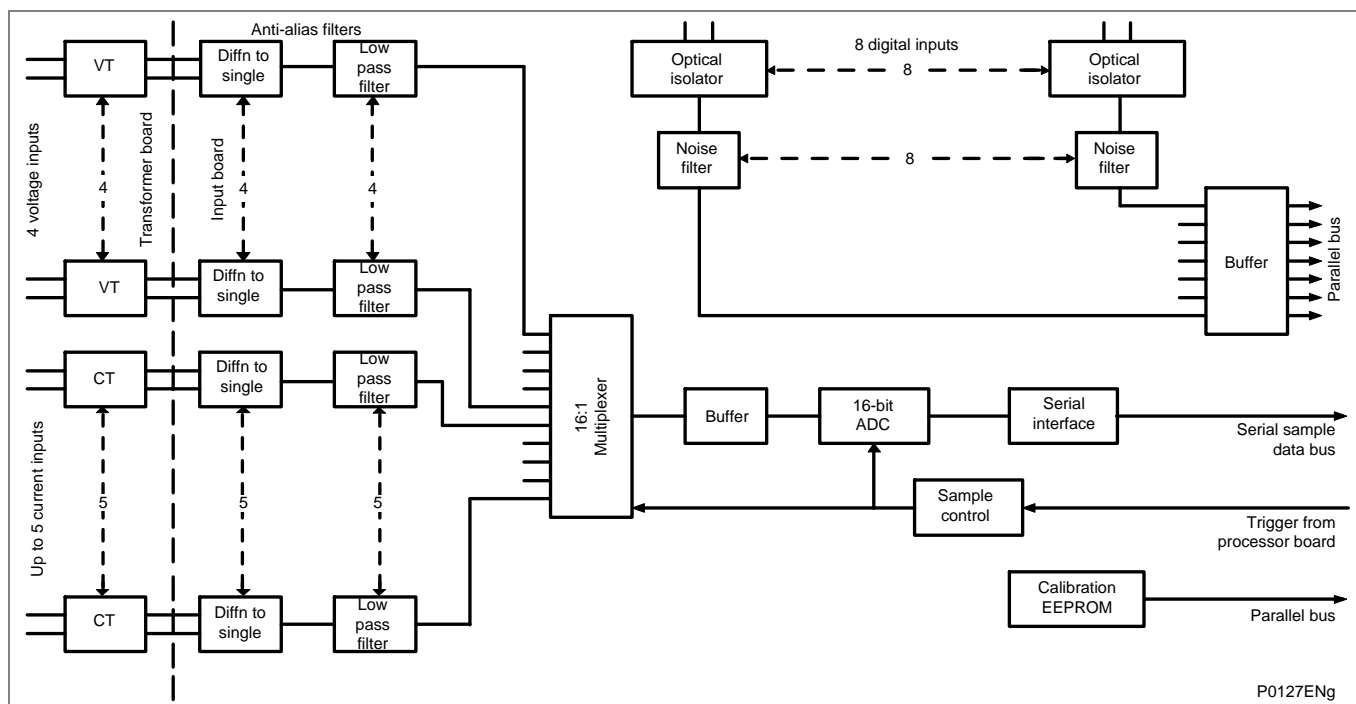 Anti-alias filters
VT
Diffn to
single
Low
pass
filter
4 voltage inputs
4
Transformer board
Input board
4
4
VT
Diffn to
single
Low
pass
filter
CT
Diffn to
single
Low
pass
filter
Up to 5 current inputs
5
5
5
CT
Diffn to
single
Low
pass
filter
16:1
Multiplexer
Optical
isolator
8 digital inputs
8
Optical
isolator
Noise
filter
8
Noise
filter
Buffer
Parallel bus
Buffer
16-bit
ADC
Serial
interface
Serial sample
data bus
Sample
control
Trigger from
processor board
Calibration
EEPROM
Parallel bus
P0127ENg